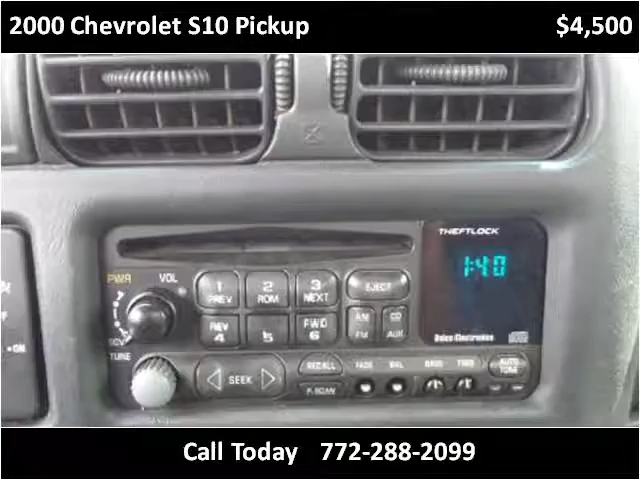 2000 Chevrolet S10 Pickup $4,500
THEFTLOCK
1:40
PWR VOL
1 PREV 2 RDM 3 NEXT EJECT
REV 4 5 FWD 6 AM FM CD AUX
Delco Electronics
TUNE
SEEK
RECALL FADE BAL BASS TREB AUTO TONE
P.SCAN
ON
Call Today 772-288-2099